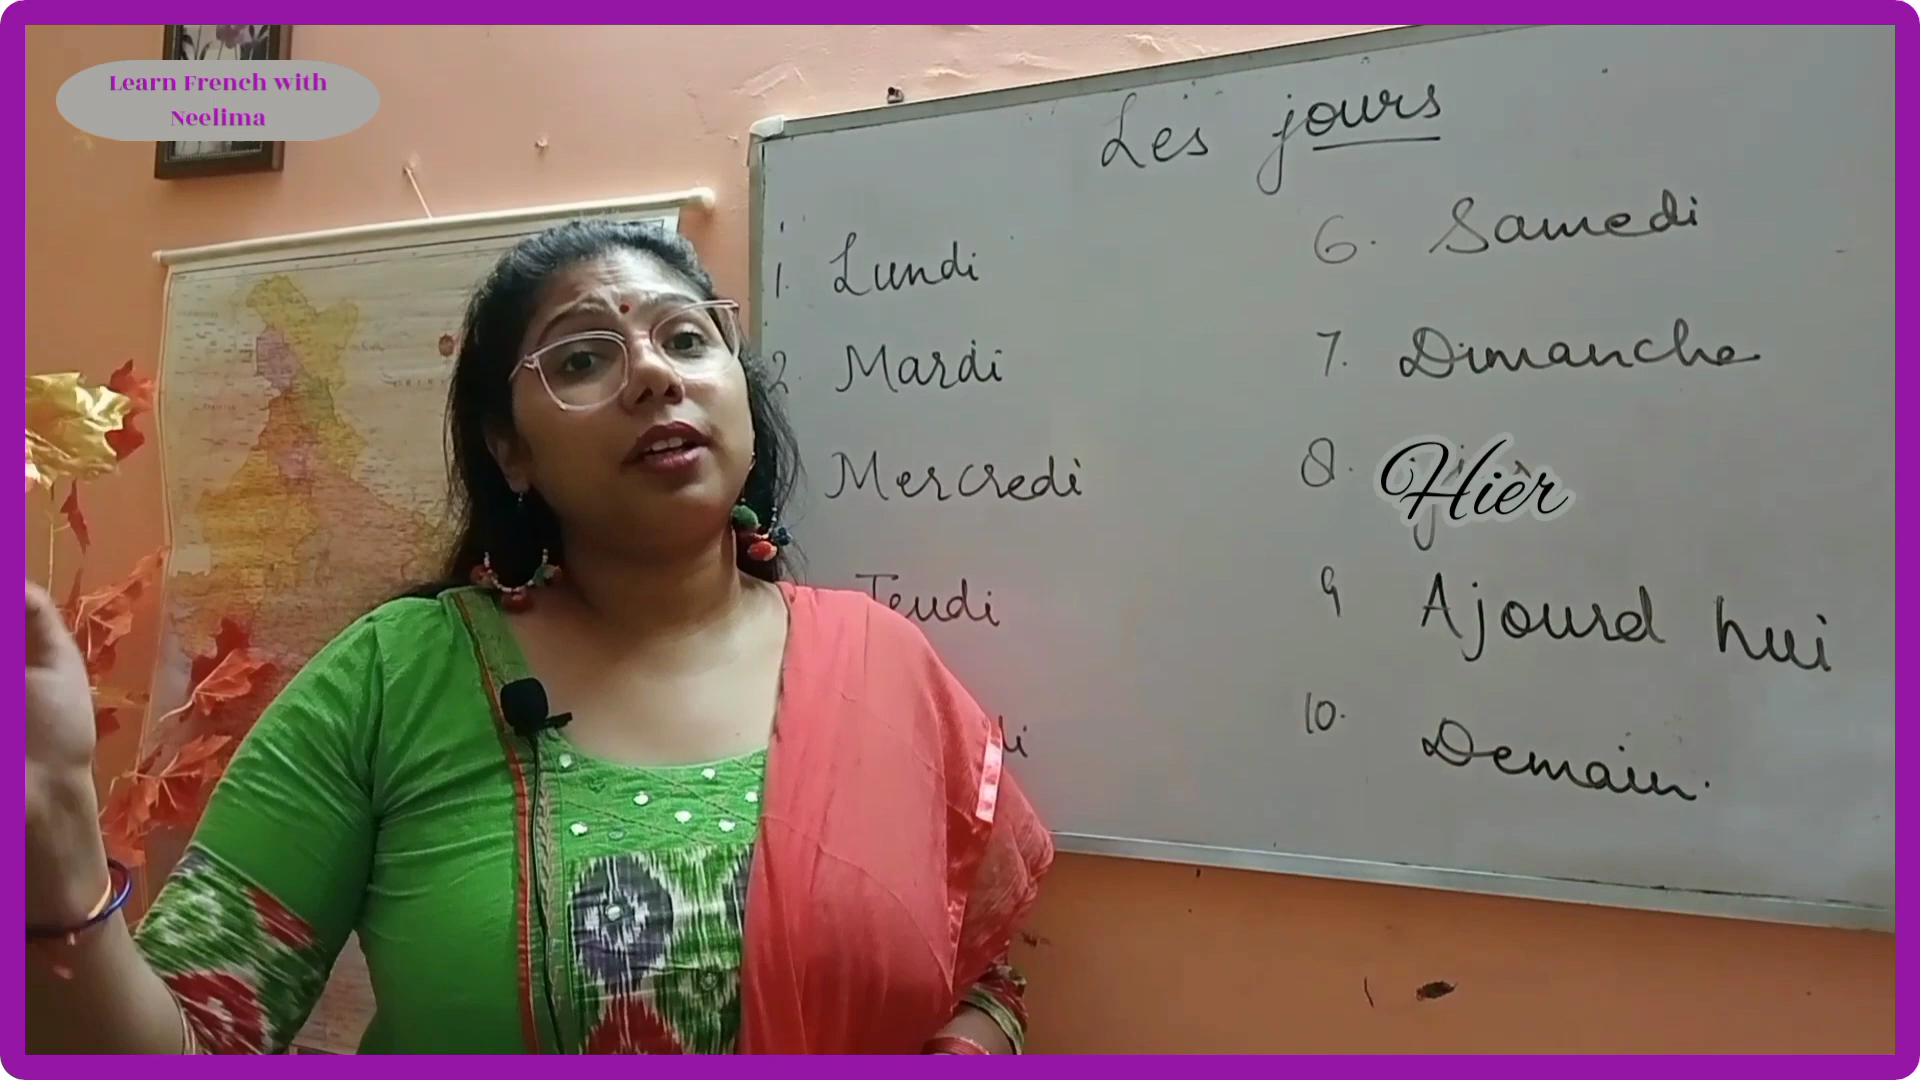 Learn French with
Neelima
Les jours
1. Lundi
2. Mardi
Mercredi
Jeudi
di
6. Samedi
7. Dimanche
8. Hier
9 Ajourd hui
10. Demain.